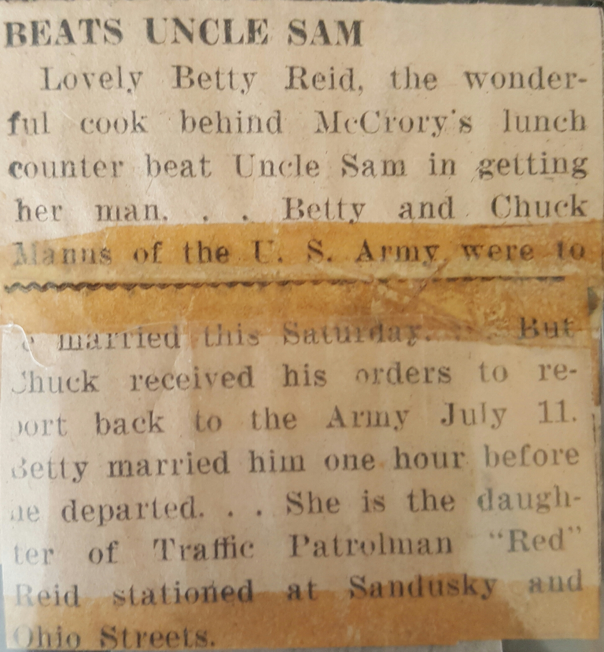 BEATS UNCLE SAM
Lovely Betty Reid, the wonder-
ful cook behind McCrory's lunch
counter beat Uncle Sam in getting
her man. . . Betty and Chuck
Manns of the U. S. Army were to
e married this Saturday. . . But
Chuck received his orders to re-
port back to the Army July 11.
Betty married him one hour before
he departed. . . She is the daugh-
ter of Traffic Patrolman "Red"
Reid stationed at Sandusky and
Ohio Streets.